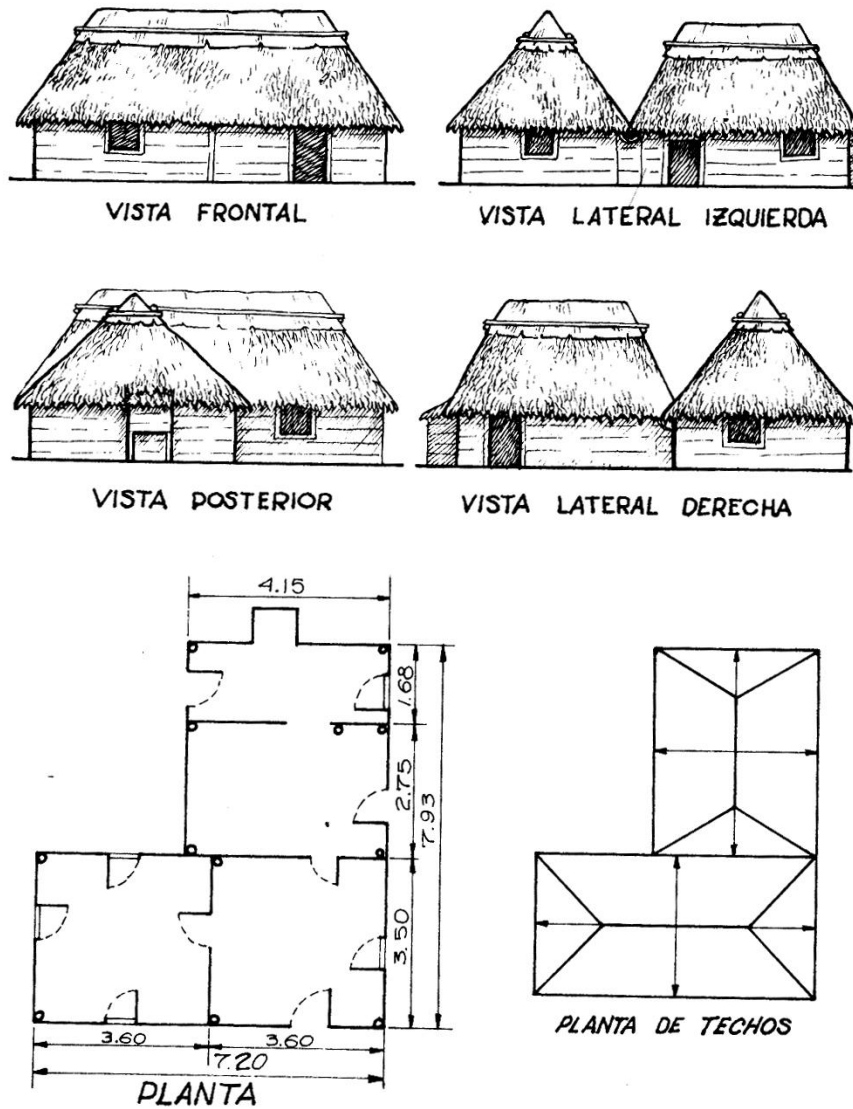 VISTA FRONTAL
VISTA LATERAL IZQUIERDA
VISTA POSTERIOR
VISTA LATERAL DERECHA
4.15
1.68
2.75
7.93
3.50
3.60
3.60
7.20
PLANTA
PLANTA DE TECHOS